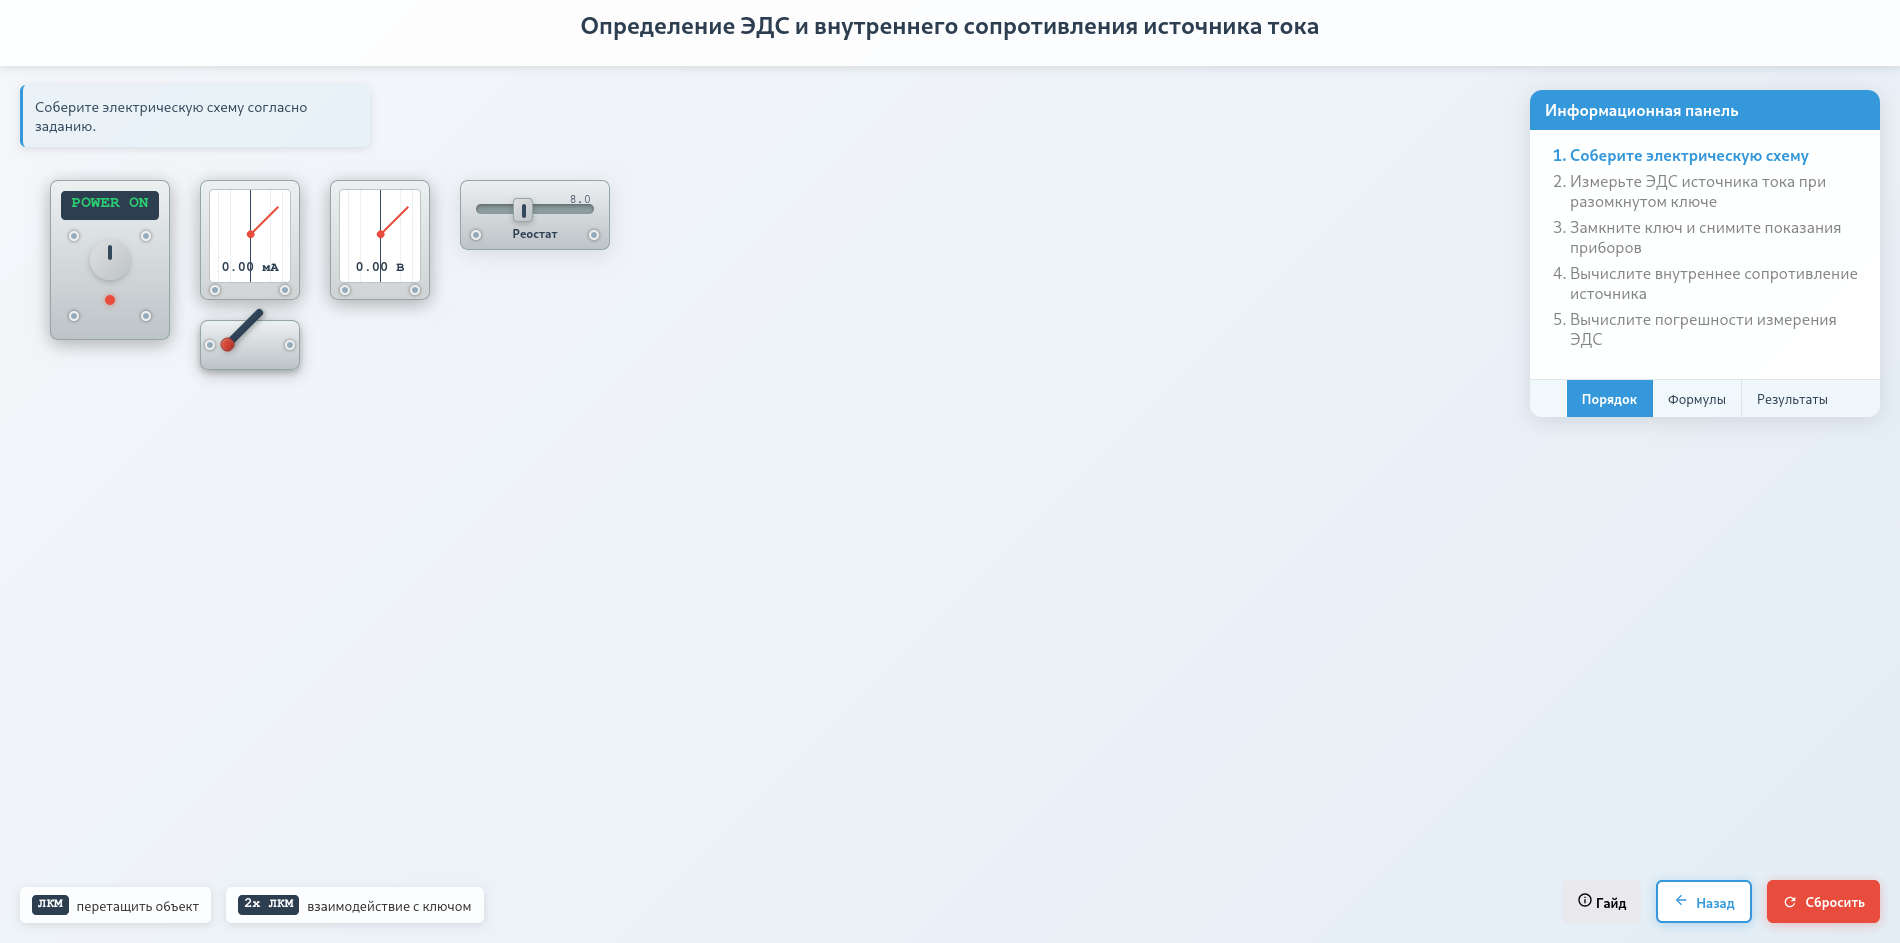 Определение ЭДС и внутреннего сопротивления источника тока
Соберите электрическую схему согласно
заданию.
POWER ON
0.00 мА
0.00 В
8.0
Реостат
Информационная панель
1. Соберите электрическую схему
2. Измерьте ЭДС источника тока при
разомкнутом ключе
3. Замкните ключ и снимите показания
приборов
4. Вычислите внутреннее сопротивление
источника
5. Вычислите погрешности измерения
ЭДС
Порядок
Формулы
Результаты
ЛКМ перетащить объект
2x ЛКМ взаимодействие с ключом
Гайд
Назад
Сбросить